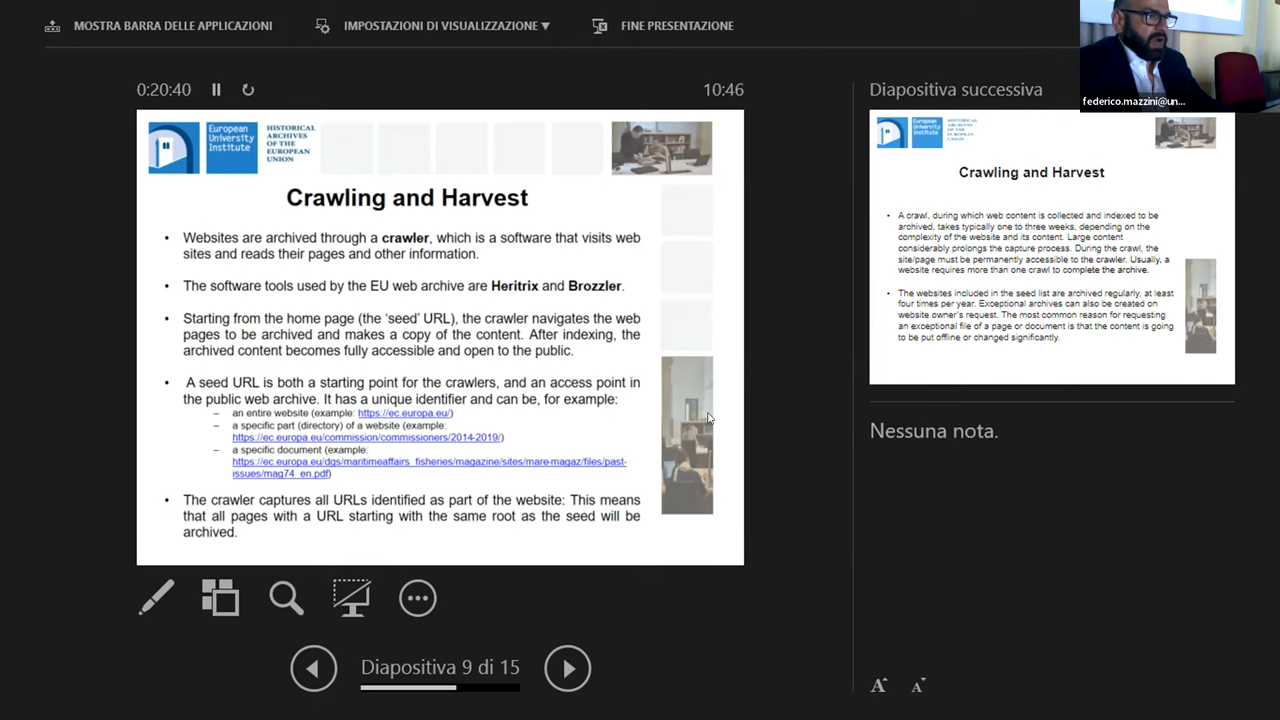 MOSTRA BARRA DELLE APPLICAZIONI
IMPOSTAZIONI DI VISUALIZZAZIONE ▼
FINE PRESENTAZIONE
federico.mazzini@un...
0:20:40
10:46
European
University
Institute
HISTORICAL
ARCHIVES
OF THE
EUROPEAN
UNION
Crawling and Harvest
• Websites are archived through a crawler, which is a software that visits web
sites and reads their pages and other information.
• The software tools used by the EU web archive are Heritrix and Brozzler.
• Starting from the home page (the 'seed' URL), the crawler navigates the web
pages to be archived and makes a copy of the content. After indexing, the
archived content becomes fully accessible and open to the public.
• A seed URL is both a starting point for the crawlers, and an access point in
the public web archive. It has a unique identifier and can be, for example:
– an entire website (example: https://ec.europa.eu/)
– a specific part (directory) of a website (example:
https://ec.europa.eu/commission/commissioners/2014-2019/)
– a specific document (example:
https://ec.europa.eu/dgs/maritimeaffairs_fisheries/magazine/sites/mare-magaz/files/past-
issues/mag74_en.pdf)
• The crawler captures all URLs identified as part of the website: This means
that all pages with a URL starting with the same root as the seed will be
archived.
Diapositiva 9 di 15
Diapositiva successiva
European
University
Institute
HISTORICAL
ARCHIVES
OF THE
EUROPEAN
UNION
Crawling and Harvest
• A crawl, during which web content is collected and indexed to be
archived, takes typically one to three weeks, depending on the
complexity of the website and its content. Large content
considerably prolongs the capture process. During the crawl, the
site/page must be permanently accessible to the crawler. Usually, a
website requires more than one crawl to complete the archive.
• The websites included in the seed list are archived regularly, at least
four times per year. Exceptional archives can also be created on
website owner's request. The most common reason for requesting
an exceptional file of a page or document is that the content is going
to be put offline or changed significantly.
Nessuna nota.
A A